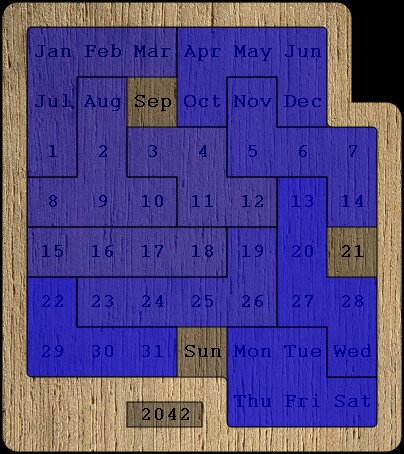 Jan Feb Mar Apr May Jun
Jul Aug Sep Oct Nov Dec
1 2 3 4 5 6 7
8 9 10 11 12 13 14
15 16 17 18 19 20 21
22 23 24 25 26 27 28
29 30 31 Sun Mon Tue Wed
Thu Fri Sat
2042